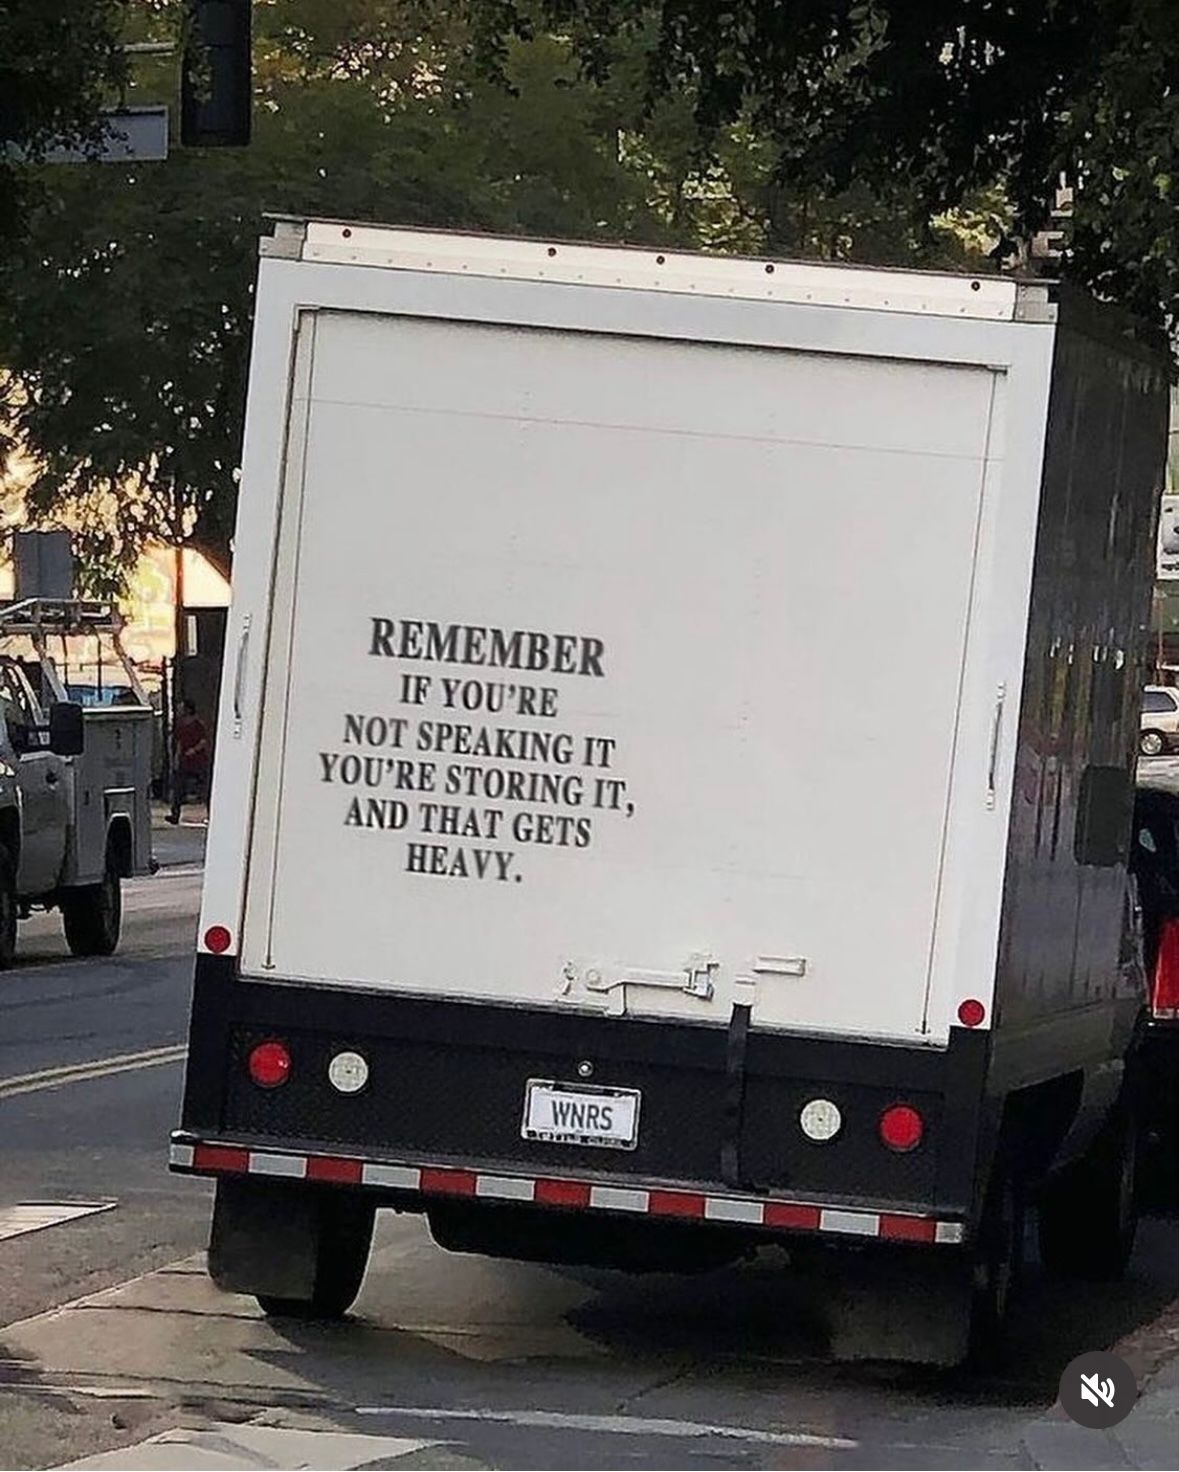 REMEMBER
IF YOU'RE
NOT SPEAKING IT
YOU'RE STORING IT,
AND THAT GETS
HEAVY.
WNRS